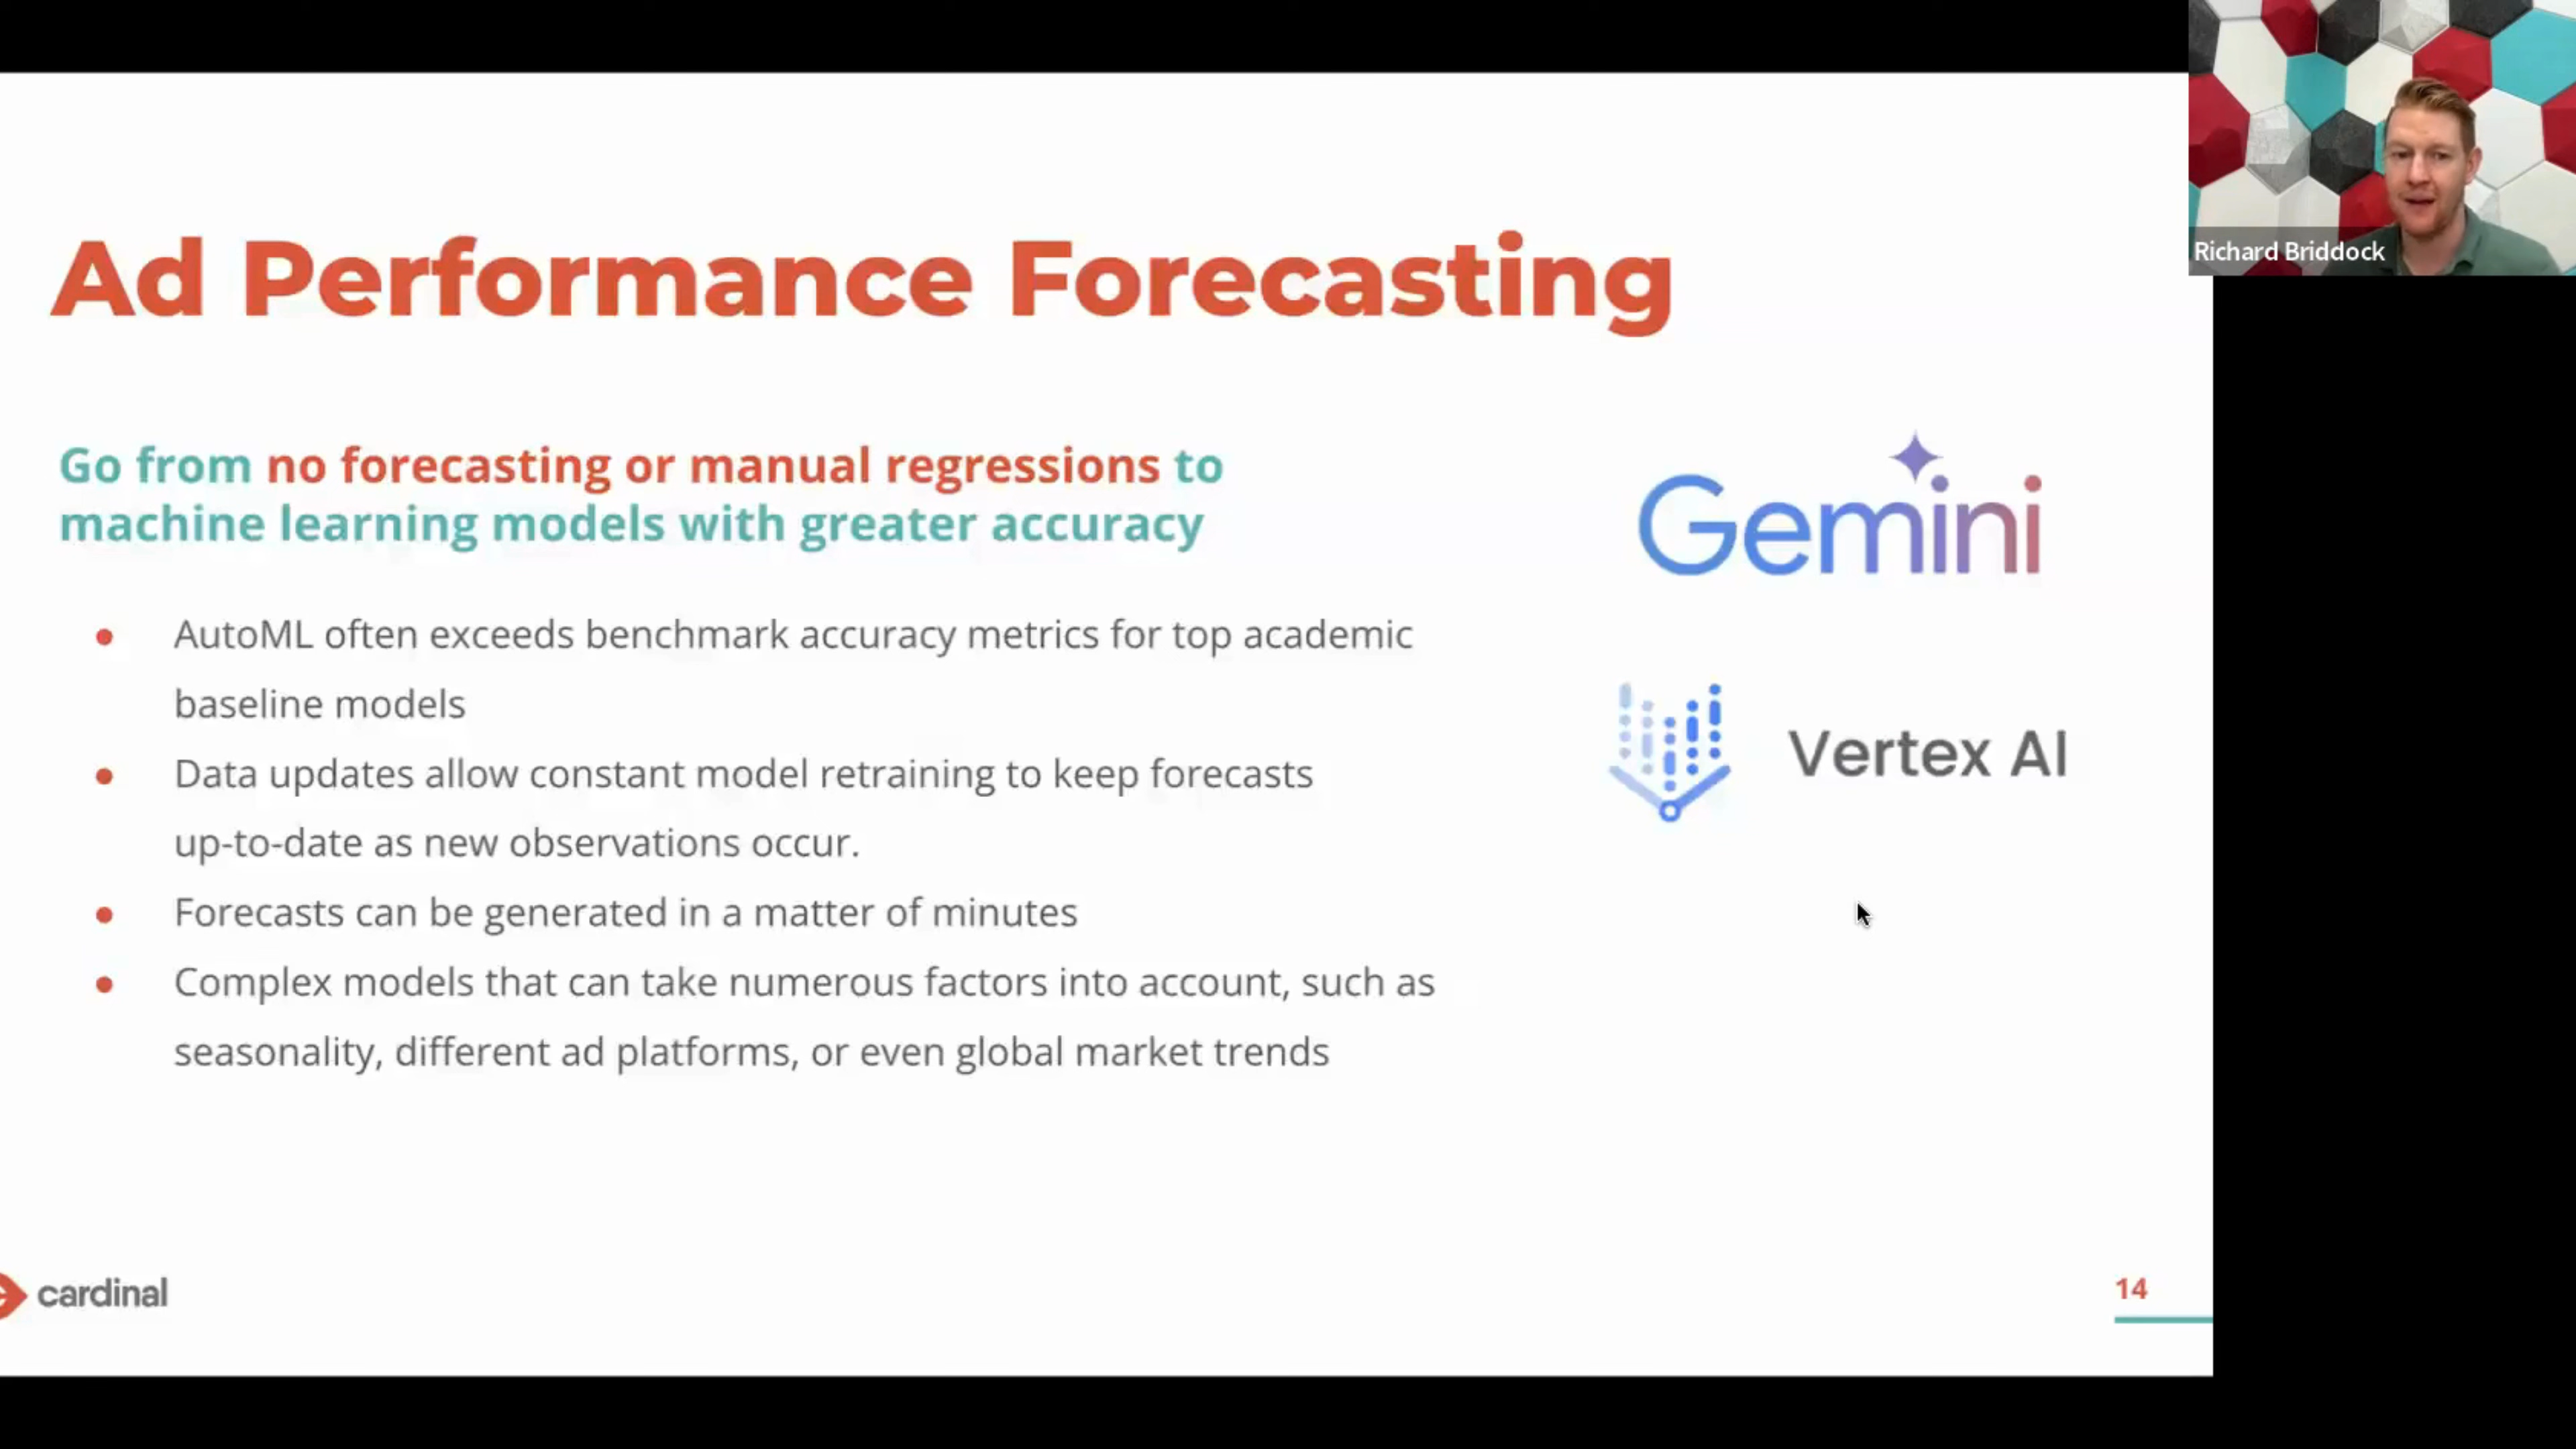 Richard Briddock
Ad Performance Forecasting
Go from no forecasting or manual regressions to
machine learning models with greater accuracy
AutoML often exceeds benchmark accuracy metrics for top academic
baseline models
Data updates allow constant model retraining to keep forecasts
up-to-date as new observations occur.
Forecasts can be generated in a matter of minutes
Complex models that can take numerous factors into account, such as
seasonality, different ad platforms, or even global market trends
Gemini
Vertex AI
cardinal
14